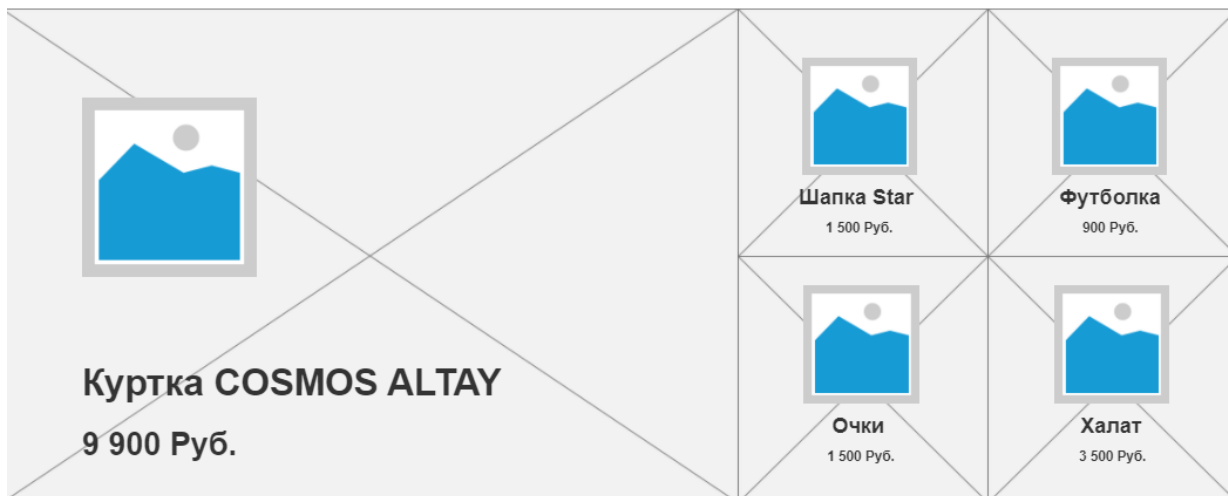 Куртка COSMOS ALTAY
9 900 Руб.
Шапка Star
1 500 Руб.
Футболка
900 Руб.
Очки
1 500 Руб.
Халат
3 500 Руб.